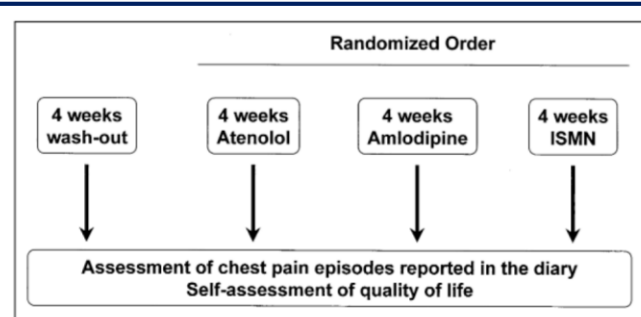 Randomized Order
4 weeks
wash-out
4 weeks
Atenolol
4 weeks
Amlodipine
4 weeks
ISMN
Assessment of chest pain episodes reported in the diary
Self-assessment of quality of life